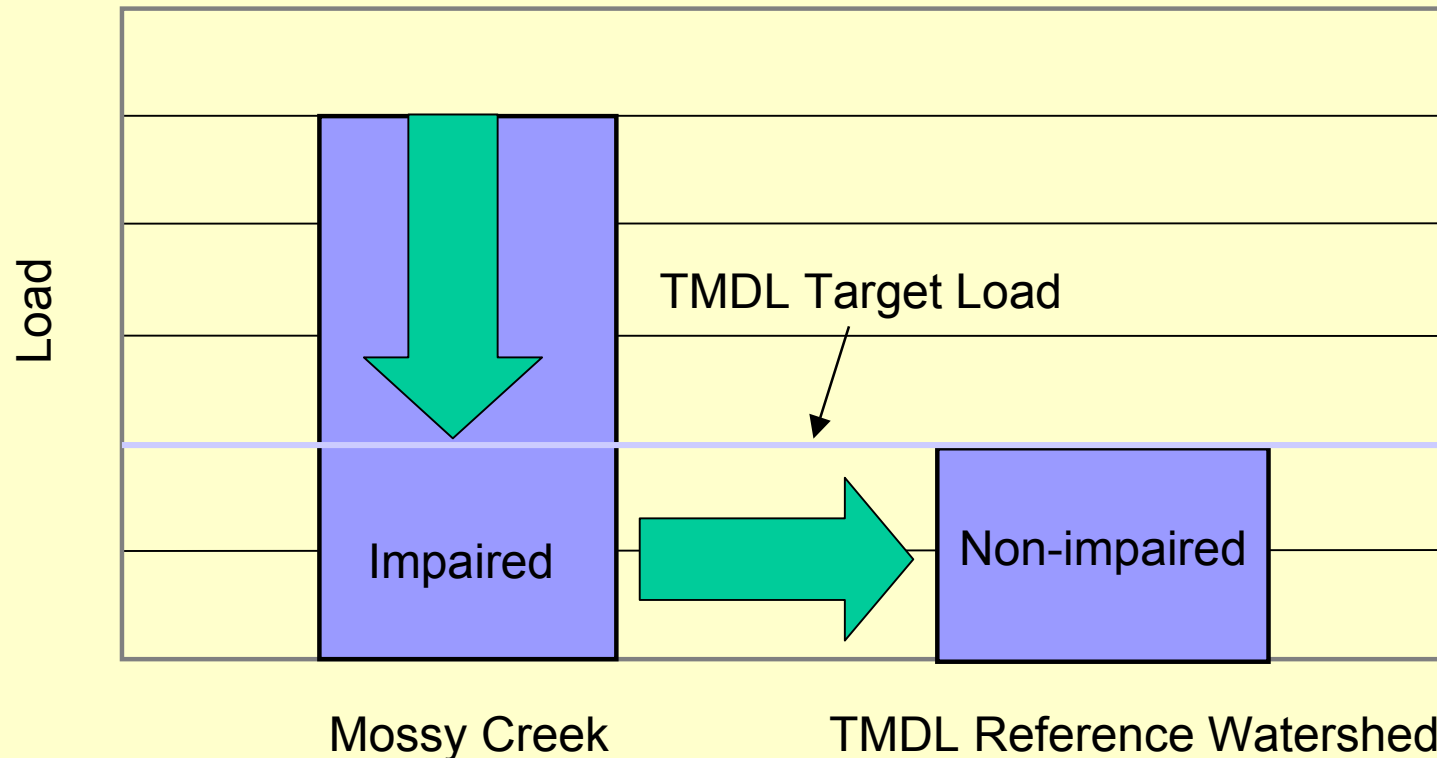 Load
TMDL Target Load
Impaired
Non-impaired
Mossy Creek
TMDL Reference Watershed